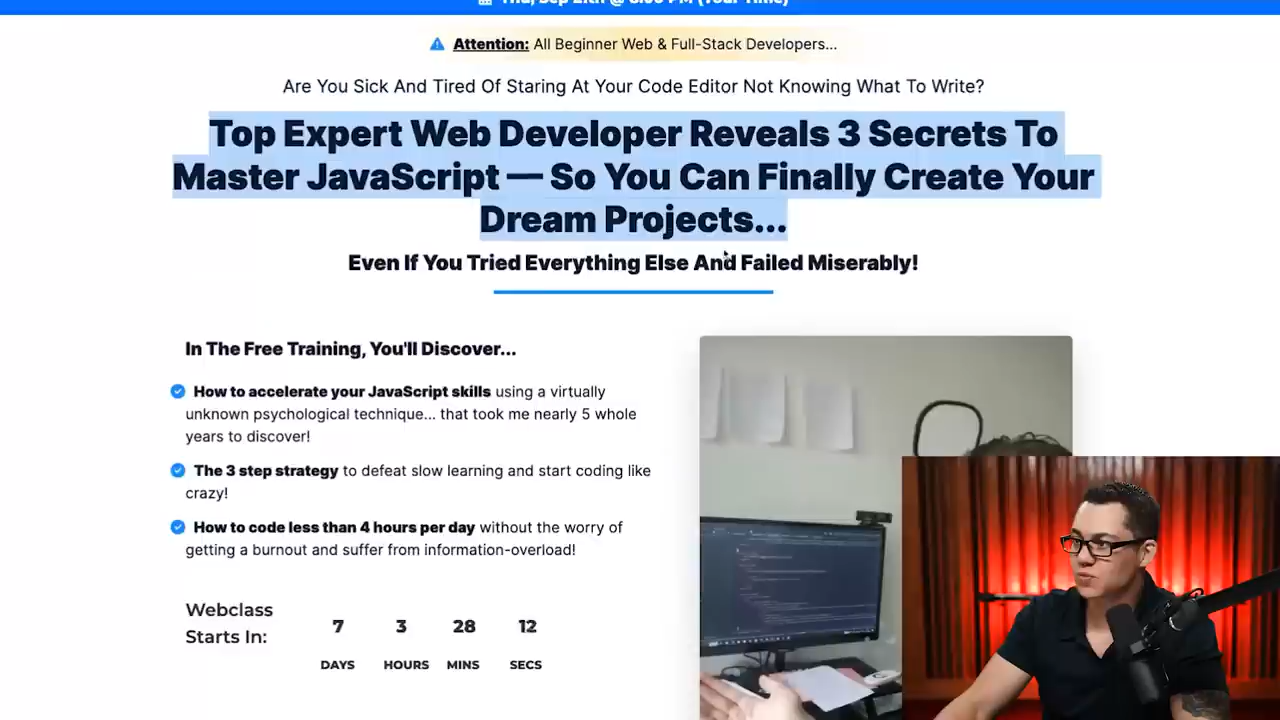 Attention: All Beginner Web & Full-Stack Developers...
Are You Sick And Tired Of Staring At Your Code Editor Not Knowing What To Write?
Top Expert Web Developer Reveals 3 Secrets To
Master JavaScript — So You Can Finally Create Your
Dream Projects...
Even If You Tried Everything Else And Failed Miserably!
In The Free Training, You'll Discover...
How to accelerate your JavaScript skills using a virtually
unknown psychological technique... that took me nearly 5 whole
years to discover!
The 3 step strategy to defeat slow learning and start coding like
crazy!
How to code less than 4 hours per day without the worry of
getting a burnout and suffer from information-overload!
Webclass
Starts In:
7 3 28 12
DAYS HOURS MINS SECS